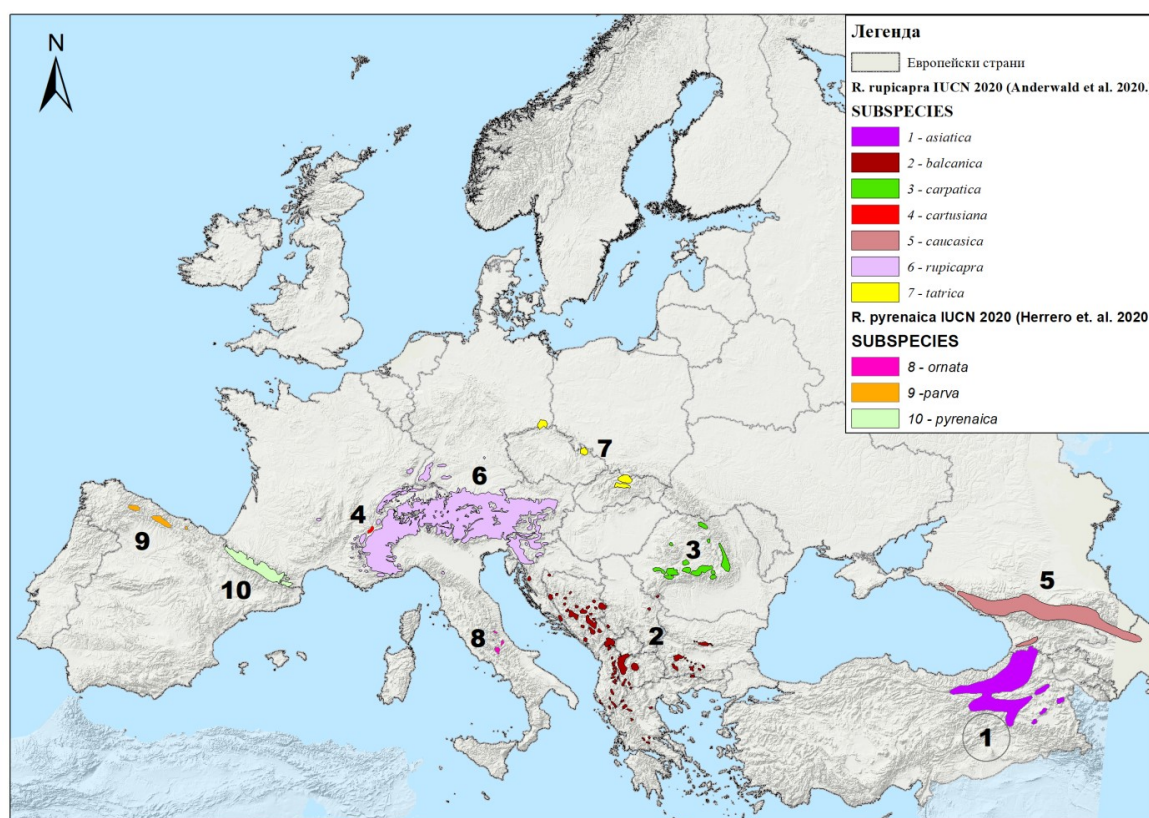 N
Легенда
Европейски страни
R. rupicapra IUCN 2020 (Anderwald et al. 2020.
SUBSPECIES
1 - asiatica
2 - balcanica
3 - carpatica
4 - cartusiana
5 - caucasica
6 - rupicapra
7 - tatrica
R. pyrenaica IUCN 2020 (Herrero et. al. 2020
SUBSPECIES
8 - ornata
9 -parva
10 - pyrenaica
7
6
4
9
3
10
5
8
2
1